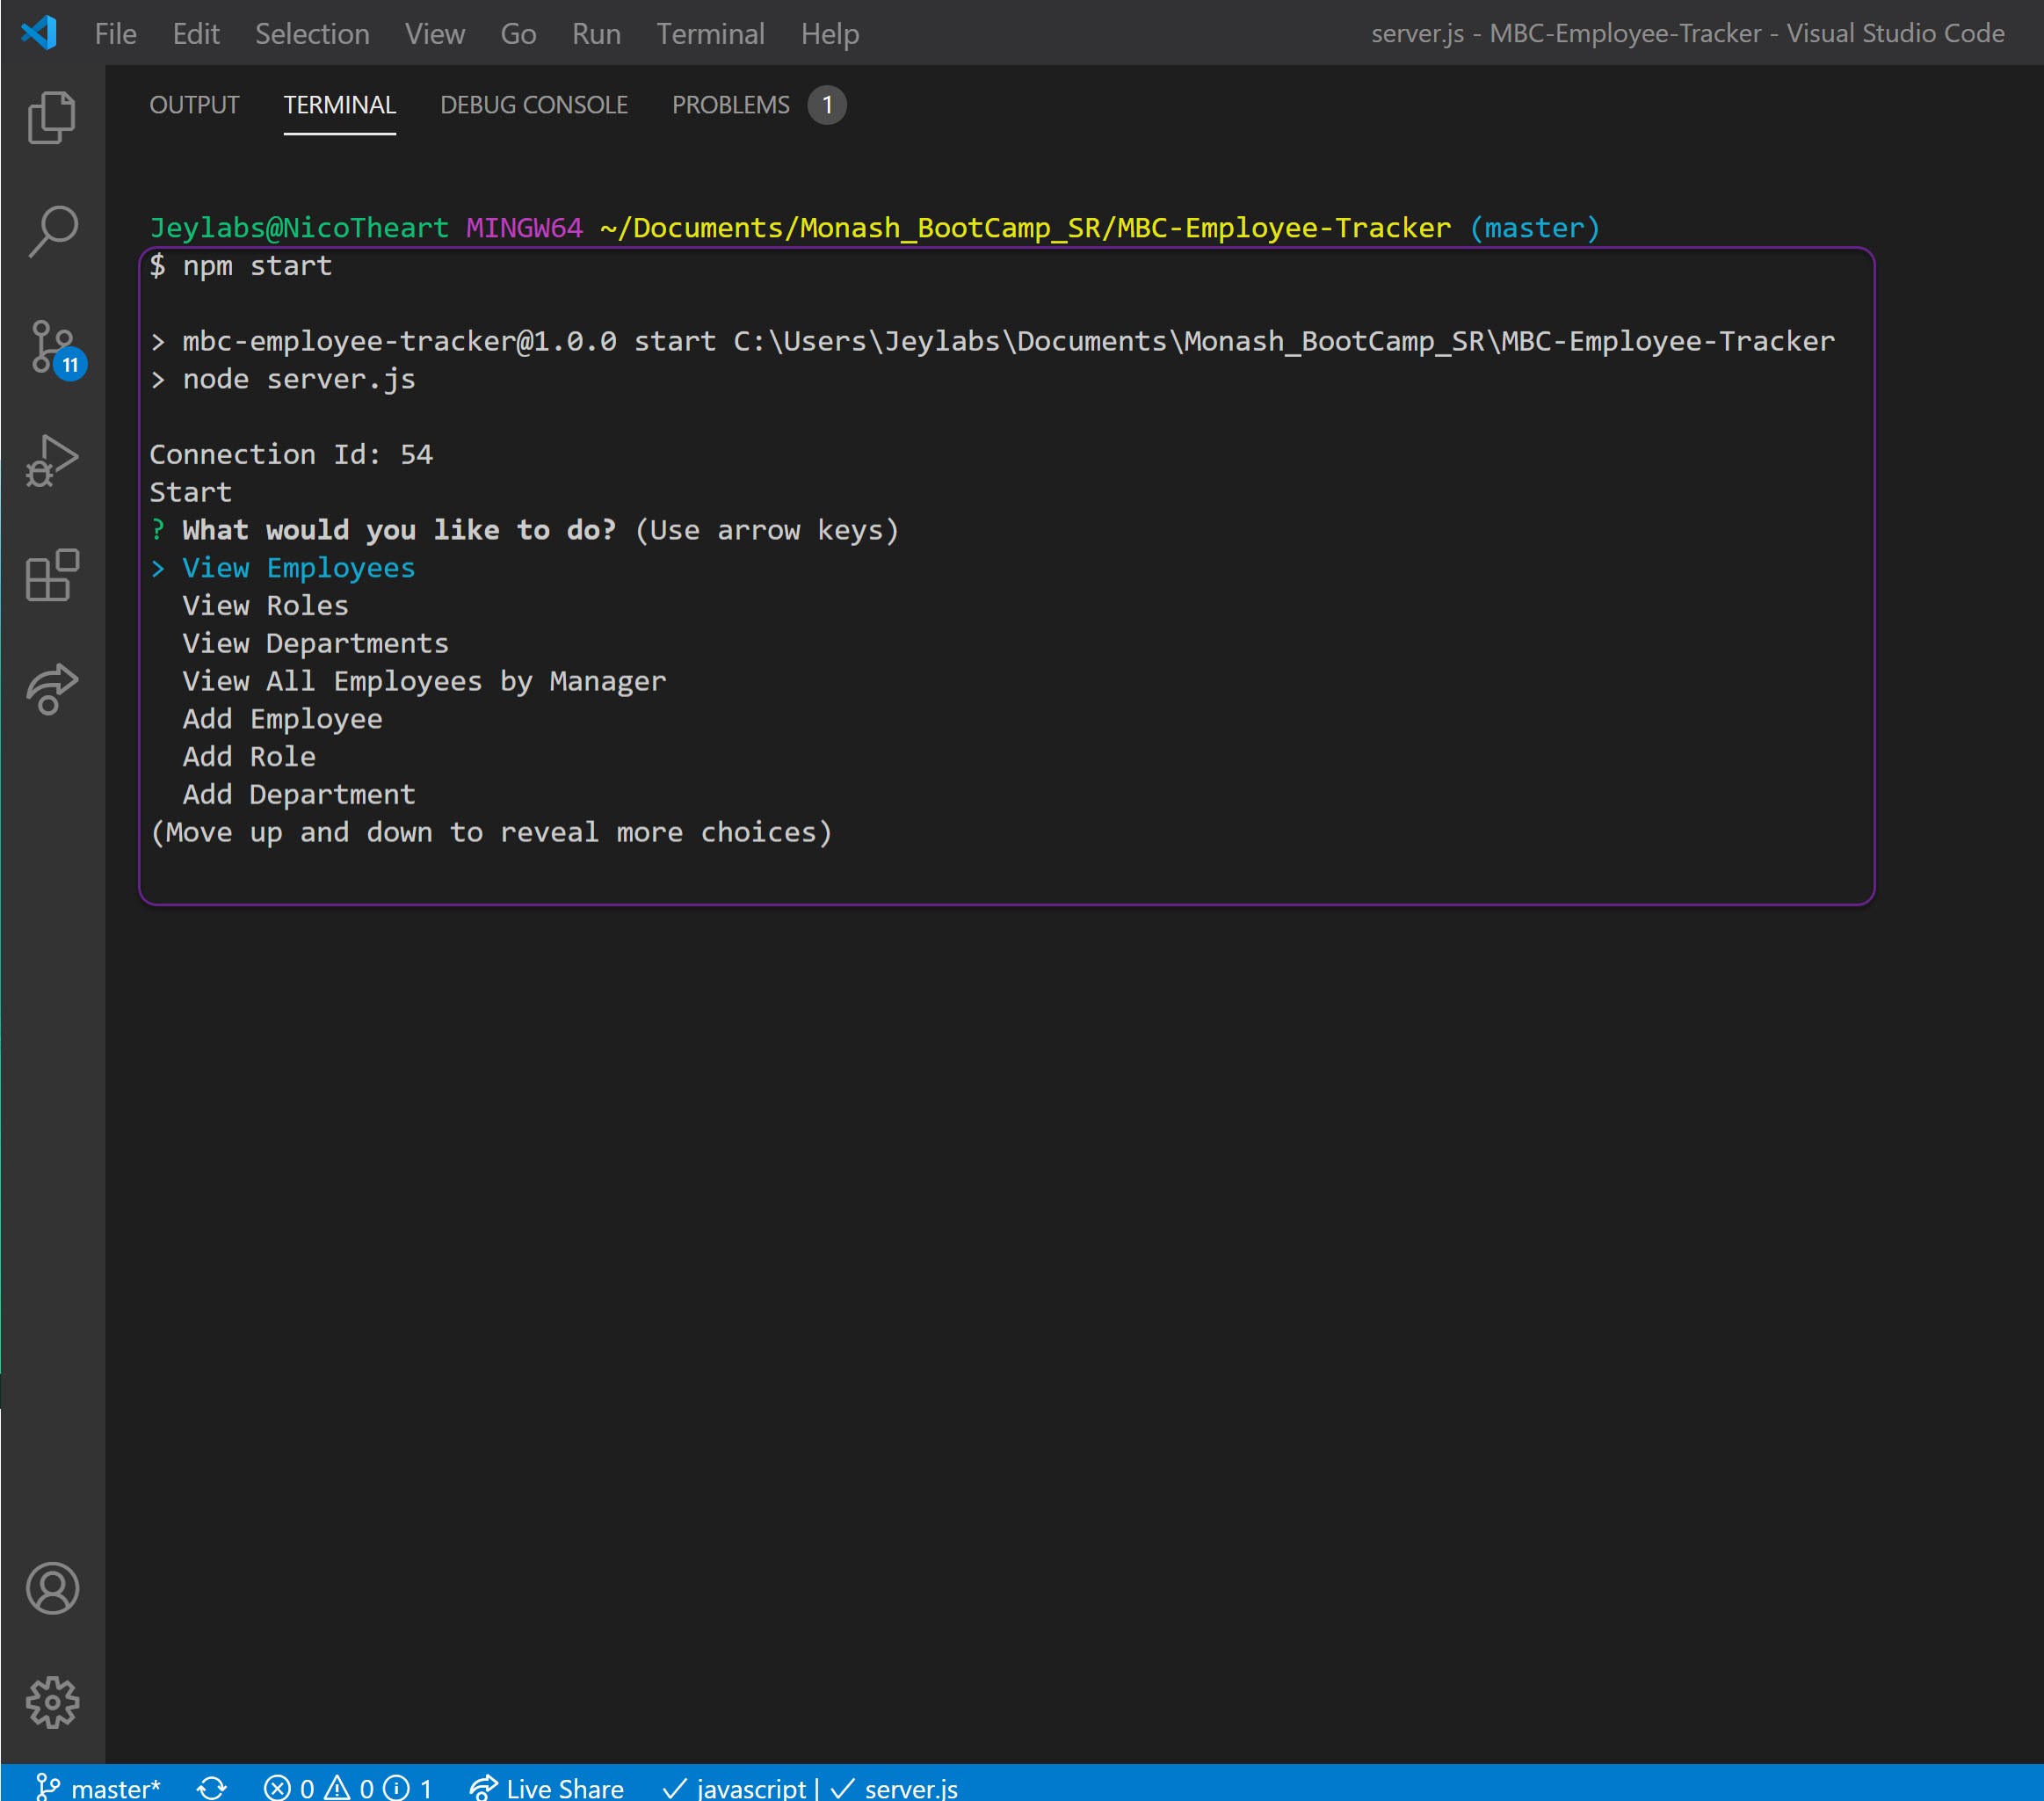 File Edit Selection View Go Run Terminal Help server.js - MBC-Employee-Tracker - Visual Studio Code
OUTPUT TERMINAL DEBUG CONSOLE PROBLEMS 1
Jeylabs@NicoTheart MINGW64 ~/Documents/Monash_BootCamp_SR/MBC-Employee-Tracker (master)
$ npm start
> mbc-employee-tracker@1.0.0 start C:\Users\Jeylabs\Documents\Monash_BootCamp_SR\MBC-Employee-Tracker
> node server.js
11
Connection Id: 54
Start
? What would you like to do? (Use arrow keys)
> View Employees
View Roles
View Departments
View All Employees by Manager
Add Employee
Add Role
Add Department
(Move up and down to reveal more choices)
master* 0 0 1 Live Share javascript | server.js